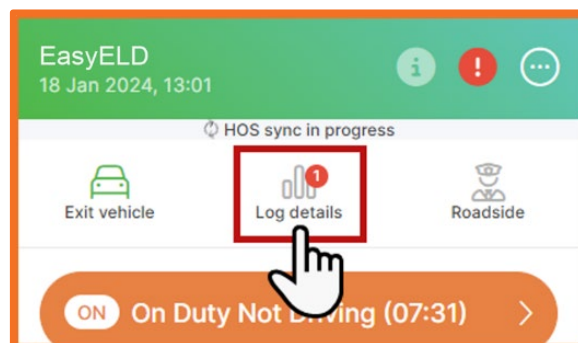 EasyELD
18 Jan 2024, 13:01
i ! ...
HOS sync in progress
1
Exit vehicle Log details Roadside
ON On Duty Not Driving (07:31) >